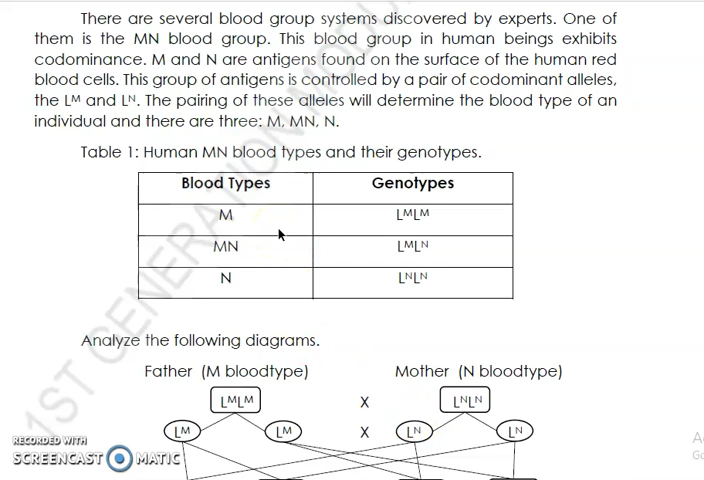 There are several blood group systems discovered by experts. One of
them is the MN blood group. This blood group in human beings exhibits
codominance. M and N are antigens found on the surface of the human red
blood cells. This group of antigens is controlled by a pair of codominant alleles,
the Lᴹ and Lᴺ. The pairing of these alleles will determine the blood type of an
individual and there are three: M, MN, N.
Table 1: Human MN blood types and their genotypes.
Blood Types Genotypes
M LᴹLᴹ
MN LᴹLᴺ
N LᴺLᴺ
Analyze the following diagrams.
Father (M bloodtype) Mother (N bloodtype)
LᴹLᴹ X LᴺLᴺ
Lᴹ Lᴹ X Lᴺ Lᴺ
1ST GENERATION MODU
RECORDED WITH
SCREENCAST MATIC